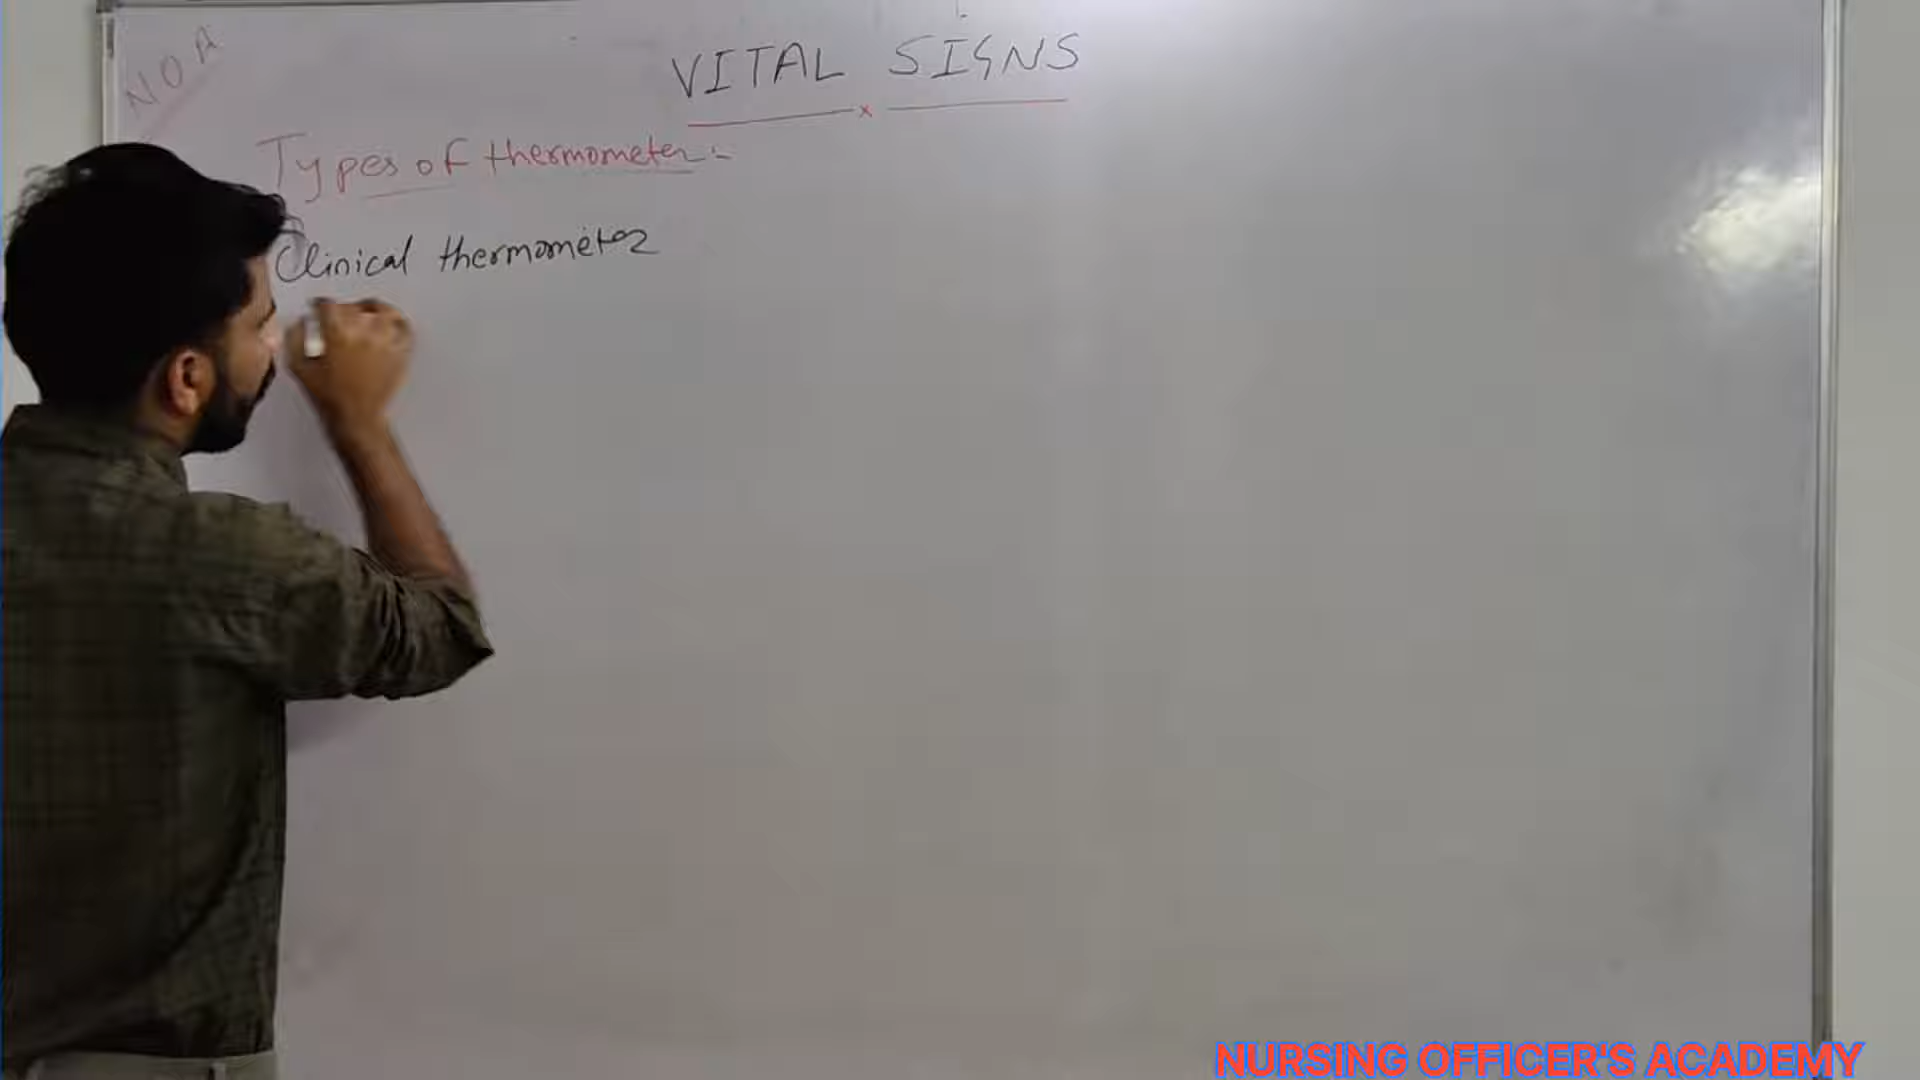 NOA
VITAL SIGNS
Types of thermometer :-
Clinical thermometer
NURSING OFFICER'S ACADEMY